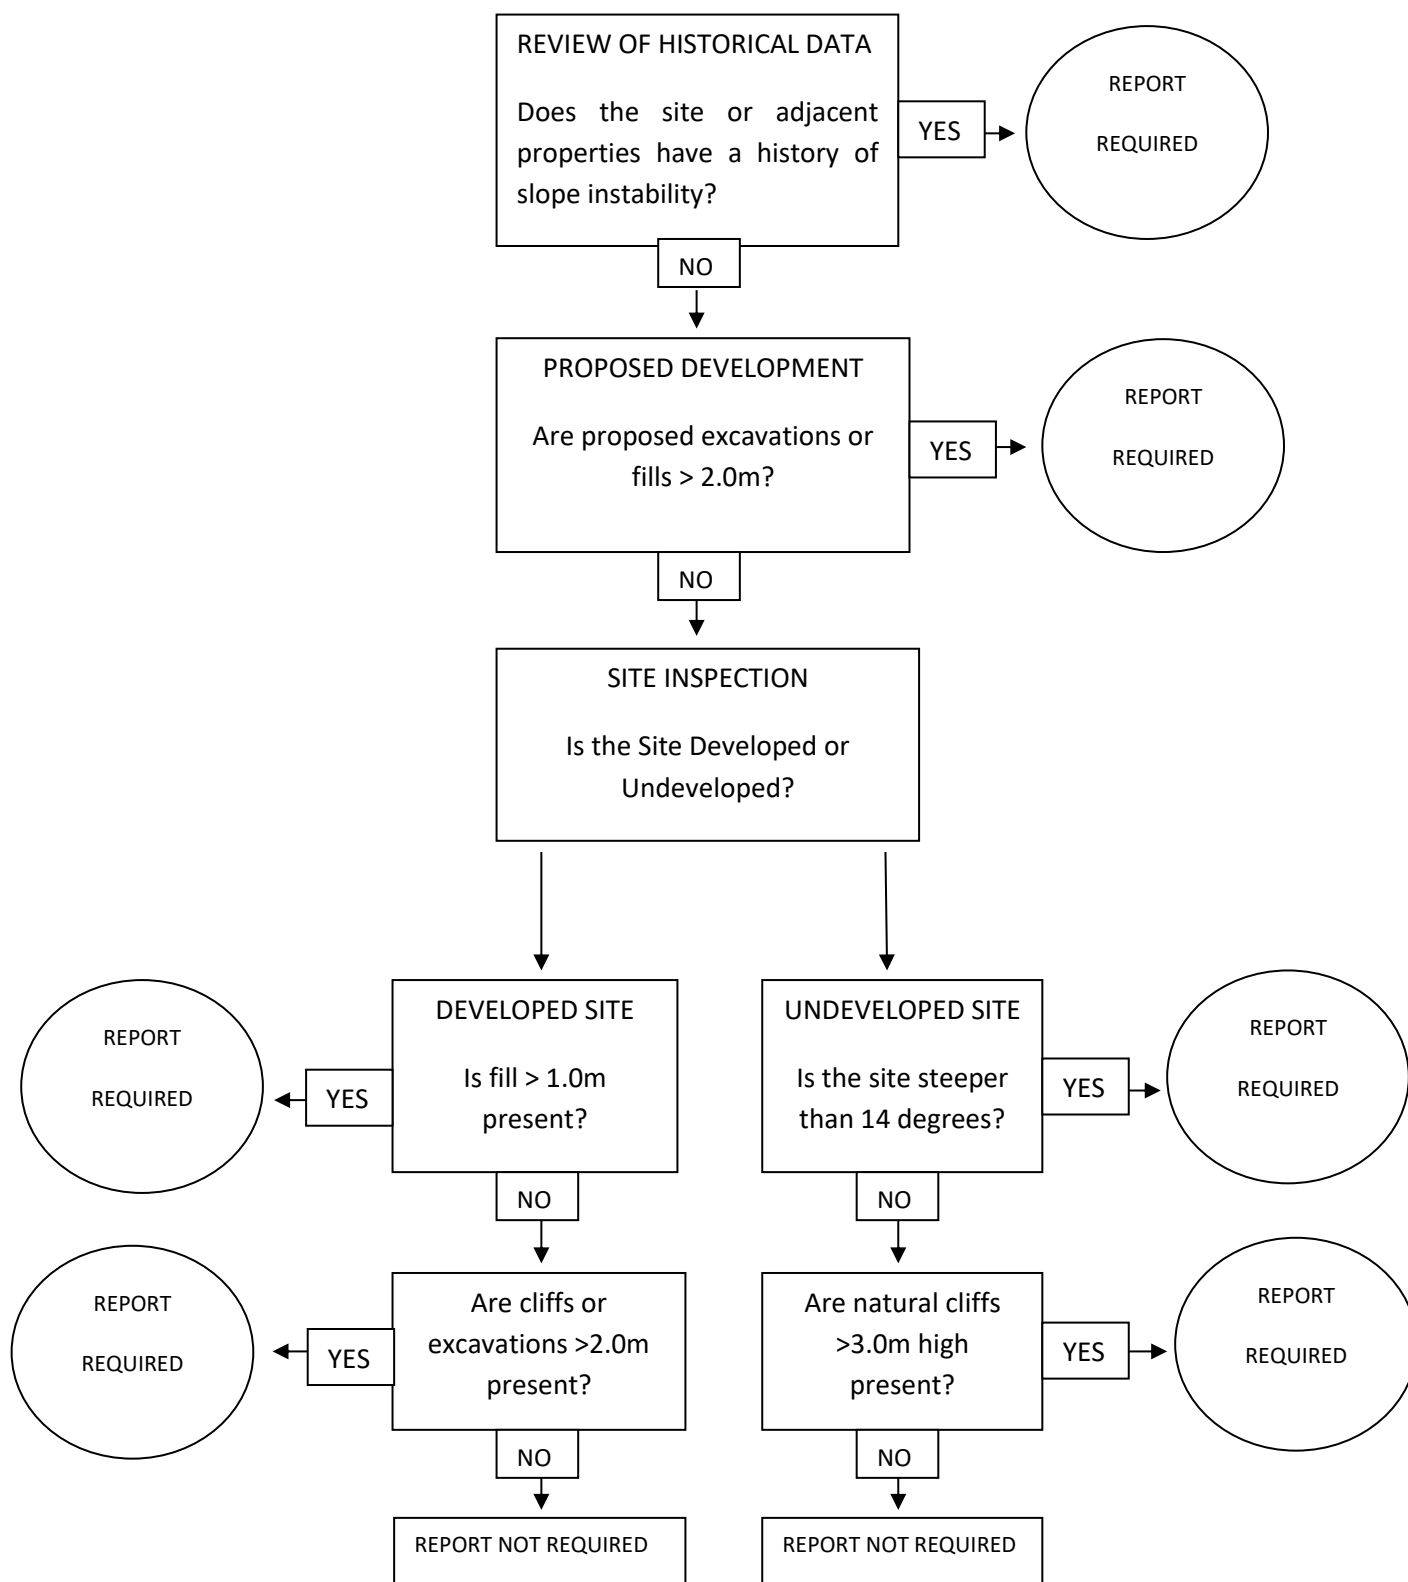 REVIEW OF HISTORICAL DATA
Does the site or adjacent
properties have a history of
slope instability?
YES
REPORT
REQUIRED
NO
PROPOSED DEVELOPMENT
Are proposed excavations or
fills > 2.0m?
YES
REPORT
REQUIRED
NO
SITE INSPECTION
Is the Site Developed or
Undeveloped?
DEVELOPED SITE
Is fill > 1.0m
present?
YES
REPORT
REQUIRED
NO
Are cliffs or
excavations >2.0m
present?
YES
REPORT
REQUIRED
NO
REPORT NOT REQUIRED
UNDEVELOPED SITE
Is the site steeper
than 14 degrees?
YES
REPORT
REQUIRED
NO
Are natural cliffs
>3.0m high
present?
YES
REPORT
REQUIRED
NO
REPORT NOT REQUIRED